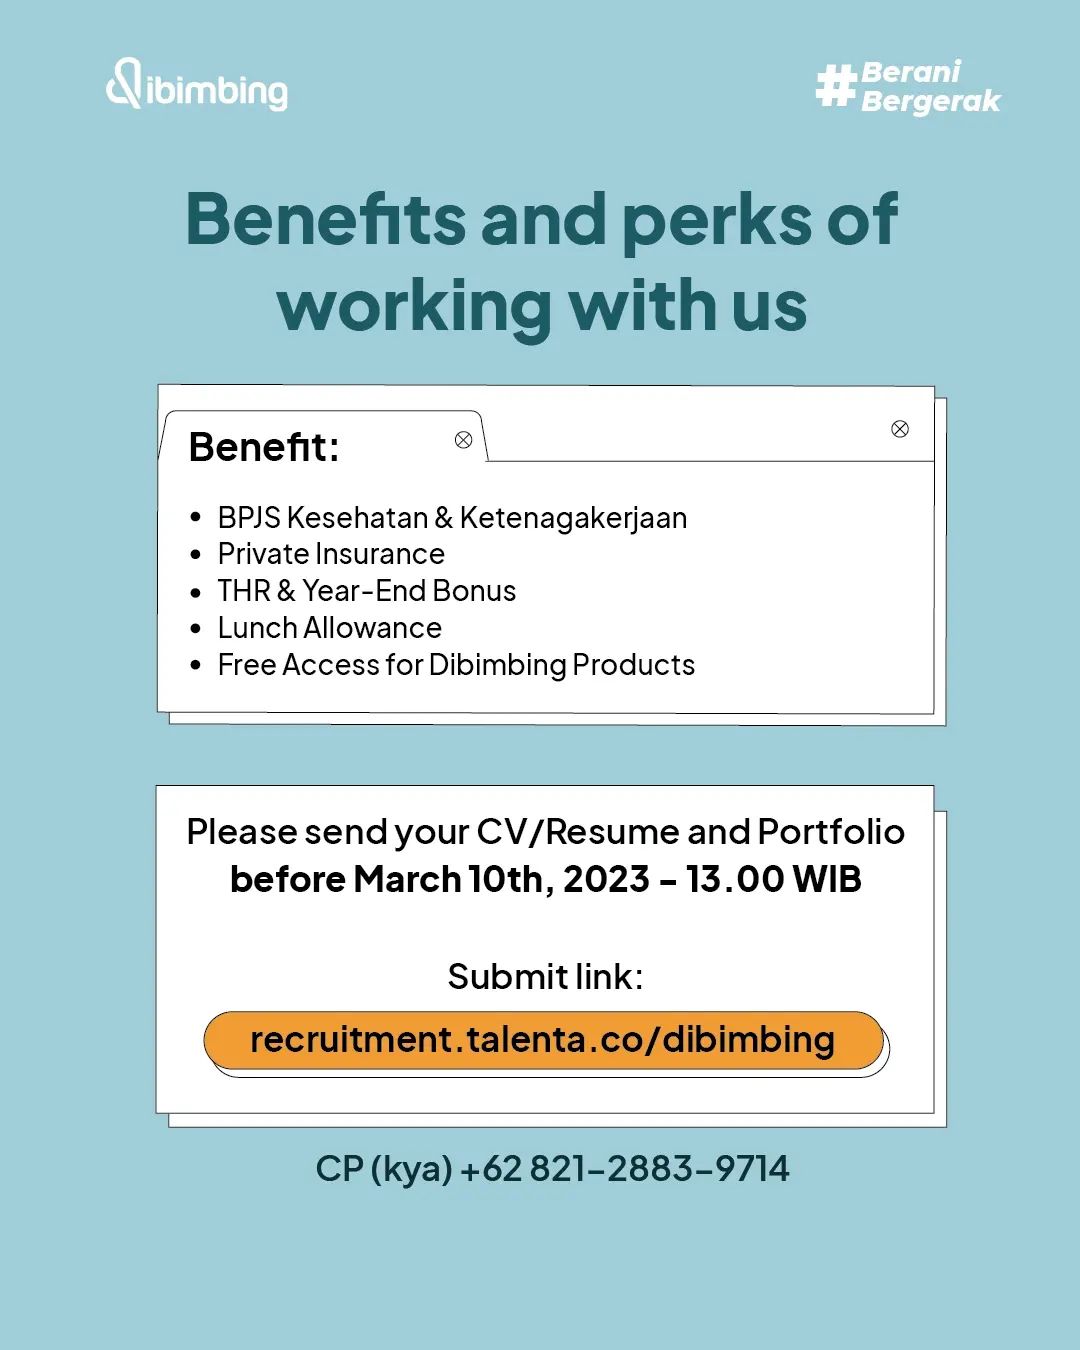 dibimbing
#Berani
Bergerak
Benefits and perks of
working with us
Benefit:
BPJS Kesehatan & Ketenagakerjaan
Private Insurance
THR & Year-End Bonus
Lunch Allowance
Free Access for Dibimbing Products
Please send your CV/Resume and Portfolio
before March 10th, 2023 - 13.00 WIB
Submit link:
recruitment.talenta.co/dibimbing
CP (kya) +62 821-2883-9714